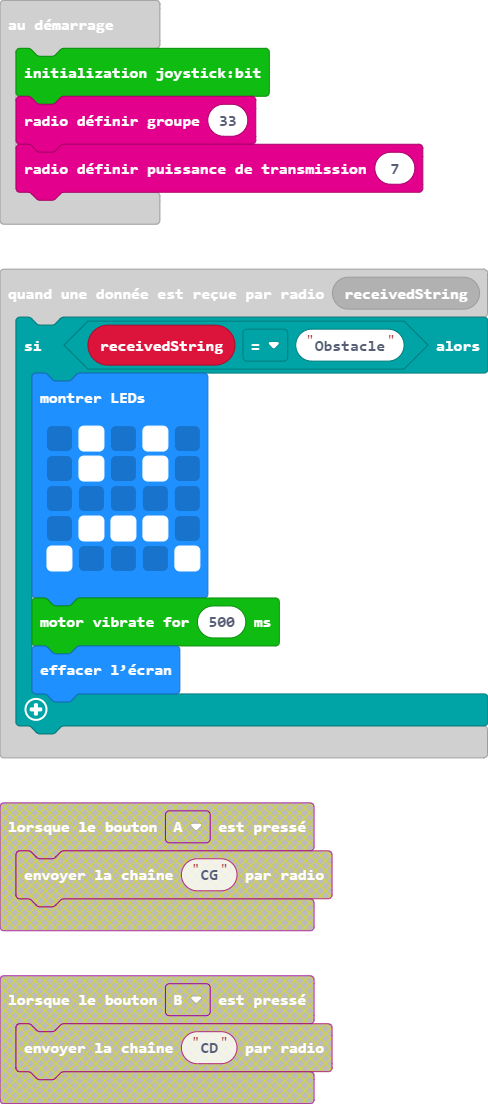 au démarrage
initialization joystick:bit
radio définir groupe 33
radio définir puissance de transmission 7
quand une donnée est reçue par radio receivedString
si receivedString = "Obstacle" alors
montrer LEDs
motor vibrate for 500 ms
effacer l’écran
lorsque le bouton A est pressé
envoyer la chaîne "CG" par radio
lorsque le bouton B est pressé
envoyer la chaîne "CD" par radio